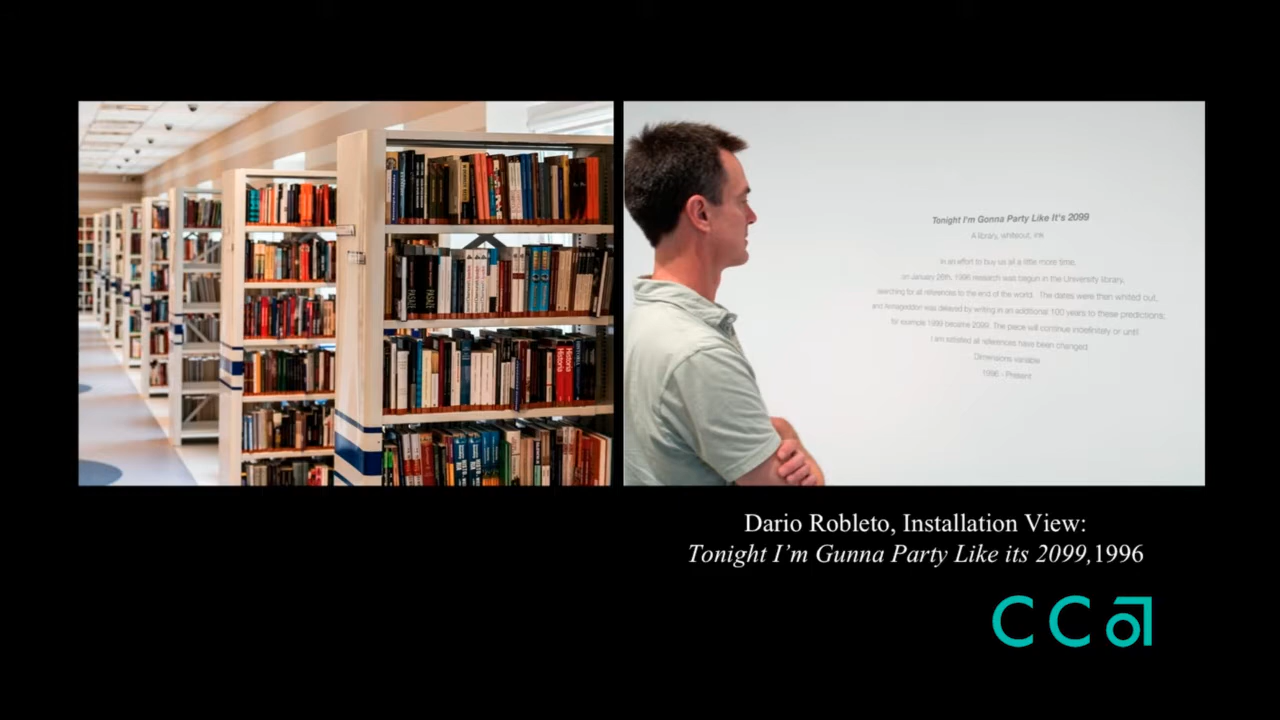 Tonight I'm Gonna Party Like It's 2099
A library, whiteout, ink
In an effort to buy us all a little more time,
on January 26th, 1996 research was begun in the University library,
searching for all references to the end of the world. The dates were than whited out,
and Armageddon was delayed by writing in an additional 100 years to these predictions;
for example 1999 became 2099. The piece will continue indefinitely or until
I am satisfied all references have been changed.
Dimensions variable
1996 - Present
Dario Robleto, Installation View:
Tonight I’m Gunna Party Like its 2099,1996
CCa